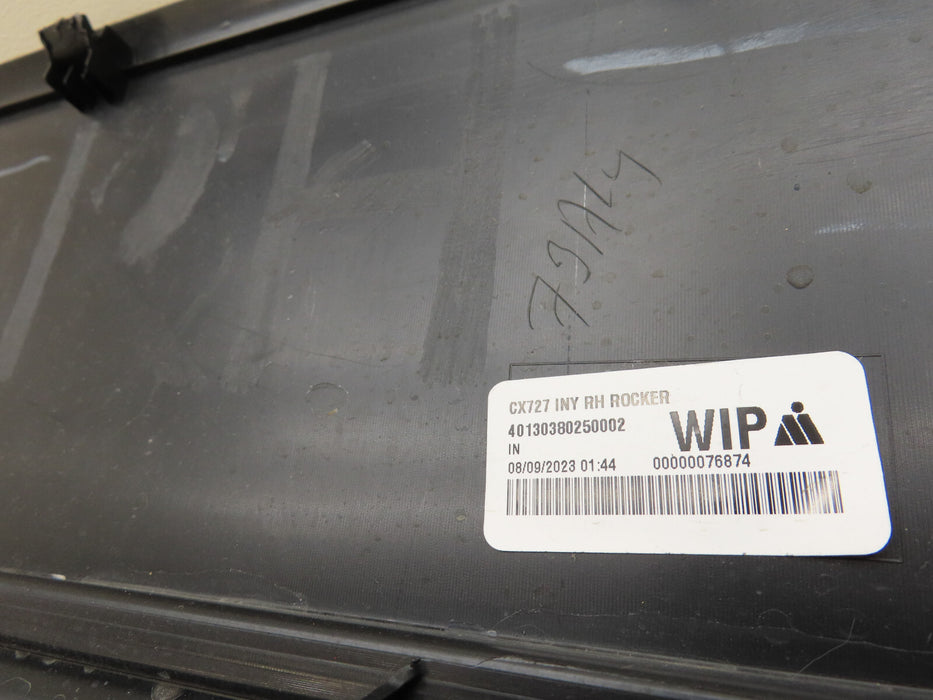 CX727 INY RH ROCKER
40130380250002
WIP
IN
08/09/2023 01:44 00000076874